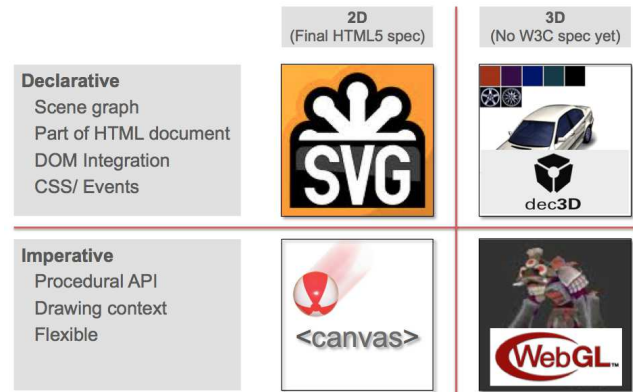 2D
(Final HTML5 spec)
3D
(No W3C spec yet)
Declarative
Scene graph
Part of HTML document
DOM Integration
CSS/ Events
SVG
dec3D
Imperative
Procedural API
Drawing context
Flexible
<canvas>
WebGL™